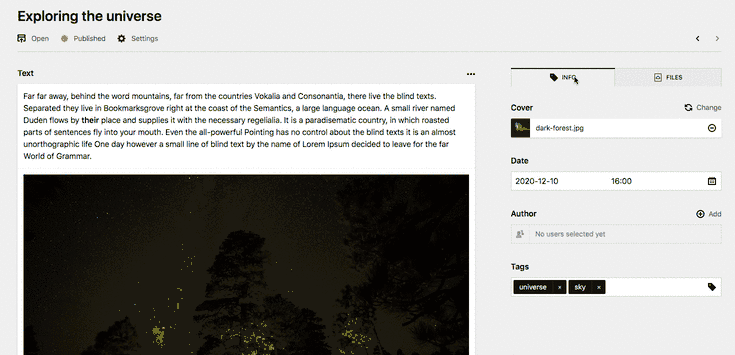 Exploring the universe
Open Published Settings
Text
INFO FILES
Far far away, behind the word mountains, far from the countries Vokalia and Consonantia, there live the blind texts.
Separated they live in Bookmarksgrove right at the coast of the Semantics, a large language ocean. A small river named
Duden flows by their place and supplies it with the necessary regelialia. It is a paradisematic country, in which roasted
parts of sentences fly into your mouth. Even the all-powerful Pointing has no control about the blind texts it is an almost
unorthographic life One day however a small line of blind text by the name of Lorem Ipsum decided to leave for the far
World of Grammar.
Cover Change
dark-forest.jpg
Date
2020-12-10 16:00
Author Add
No users selected yet
Tags
universe × sky ×